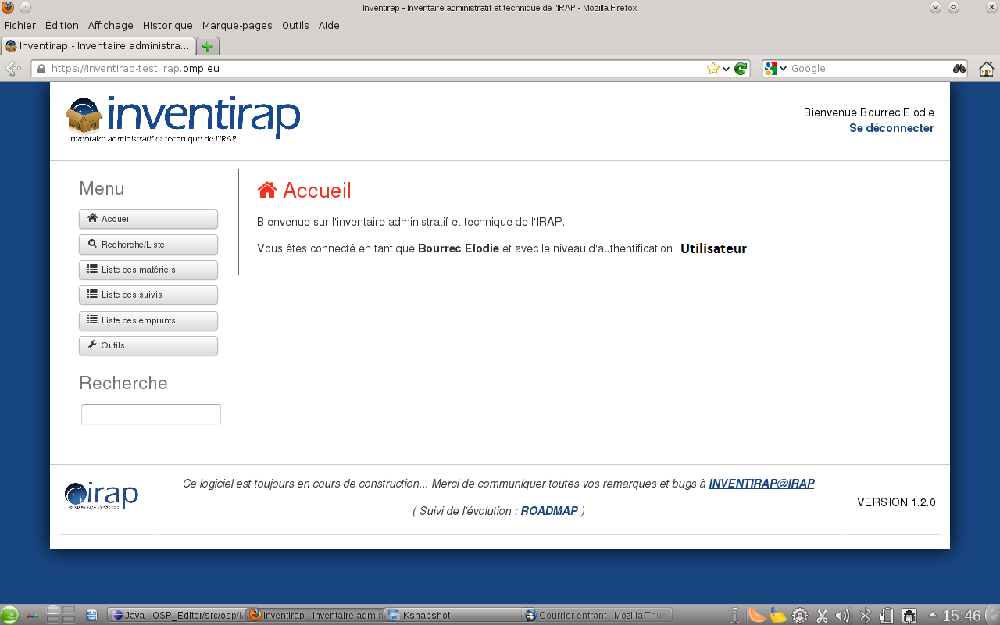 Inventirap - Inventaire administratif et technique de l'IRAP - Mozilla Firefox
Fichier Édition Affichage Historique Marque-pages Outils Aide
Inventirap - Inventaire administra...
https://inventirap-test.irap.omp.eu Google
inventirap
inventaire administratif et technique de l'IRAP
Bienvenue Bourrec Elodie
Se déconnecter
Menu
Accueil
Recherche/Liste
Liste des matériels
Liste des suivis
Liste des emprunts
Outils
Recherche
Accueil
Bienvenue sur l'inventaire administratif et technique de l'IRAP.
Vous êtes connecté en tant que Bourrec Elodie et avec le niveau d'authentification Utilisateur
irap
astrophysique & planétologie
Ce logiciel est toujours en cours de construction... Merci de communiquer toutes vos remarques et bugs à INVENTIRAP@IRAP
( Suivi de l'évolution : ROADMAP )
VERSION 1.2.0
Java - OSP_Editor/src/osp/M Inventirap - Inventaire admin Ksnapshot Courrier entrant - Mozilla Thun 15:46